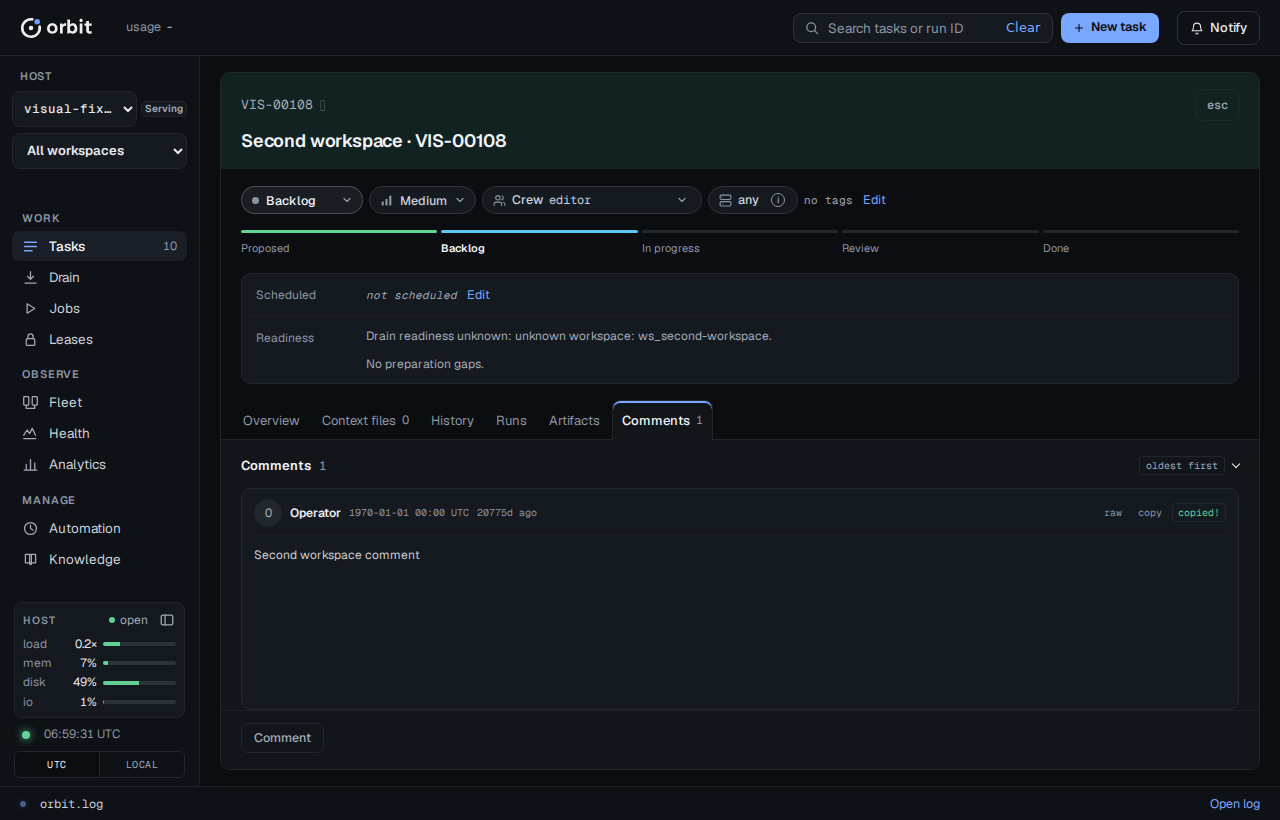 orbit
usage –
Search tasks or run ID
Clear
+ New task
Notify
HOST
visual-fix…
Serving
All workspaces
WORK
Tasks 10
Drain
Jobs
Leases
OBSERVE
Fleet
Health
Analytics
MANAGE
Automation
Knowledge
HOST open
load 0.2×
mem 7%
disk 49%
io 1%
06:59:31 UTC
UTC LOCAL
VIS-00108
esc
Second workspace · VIS-00108
Backlog
Medium
Crew editor
any
no tags Edit
Proposed
Backlog
In progress
Review
Done
Scheduled not scheduled Edit
Readiness Drain readiness unknown: unknown workspace: ws_second-workspace.
No preparation gaps.
Overview
Context files 0
History
Runs
Artifacts
Comments 1
Comments 1
oldest first
O Operator 1970-01-01 00:00 UTC 20775d ago
raw copy copied!
Second workspace comment
Comment
orbit.log
Open log